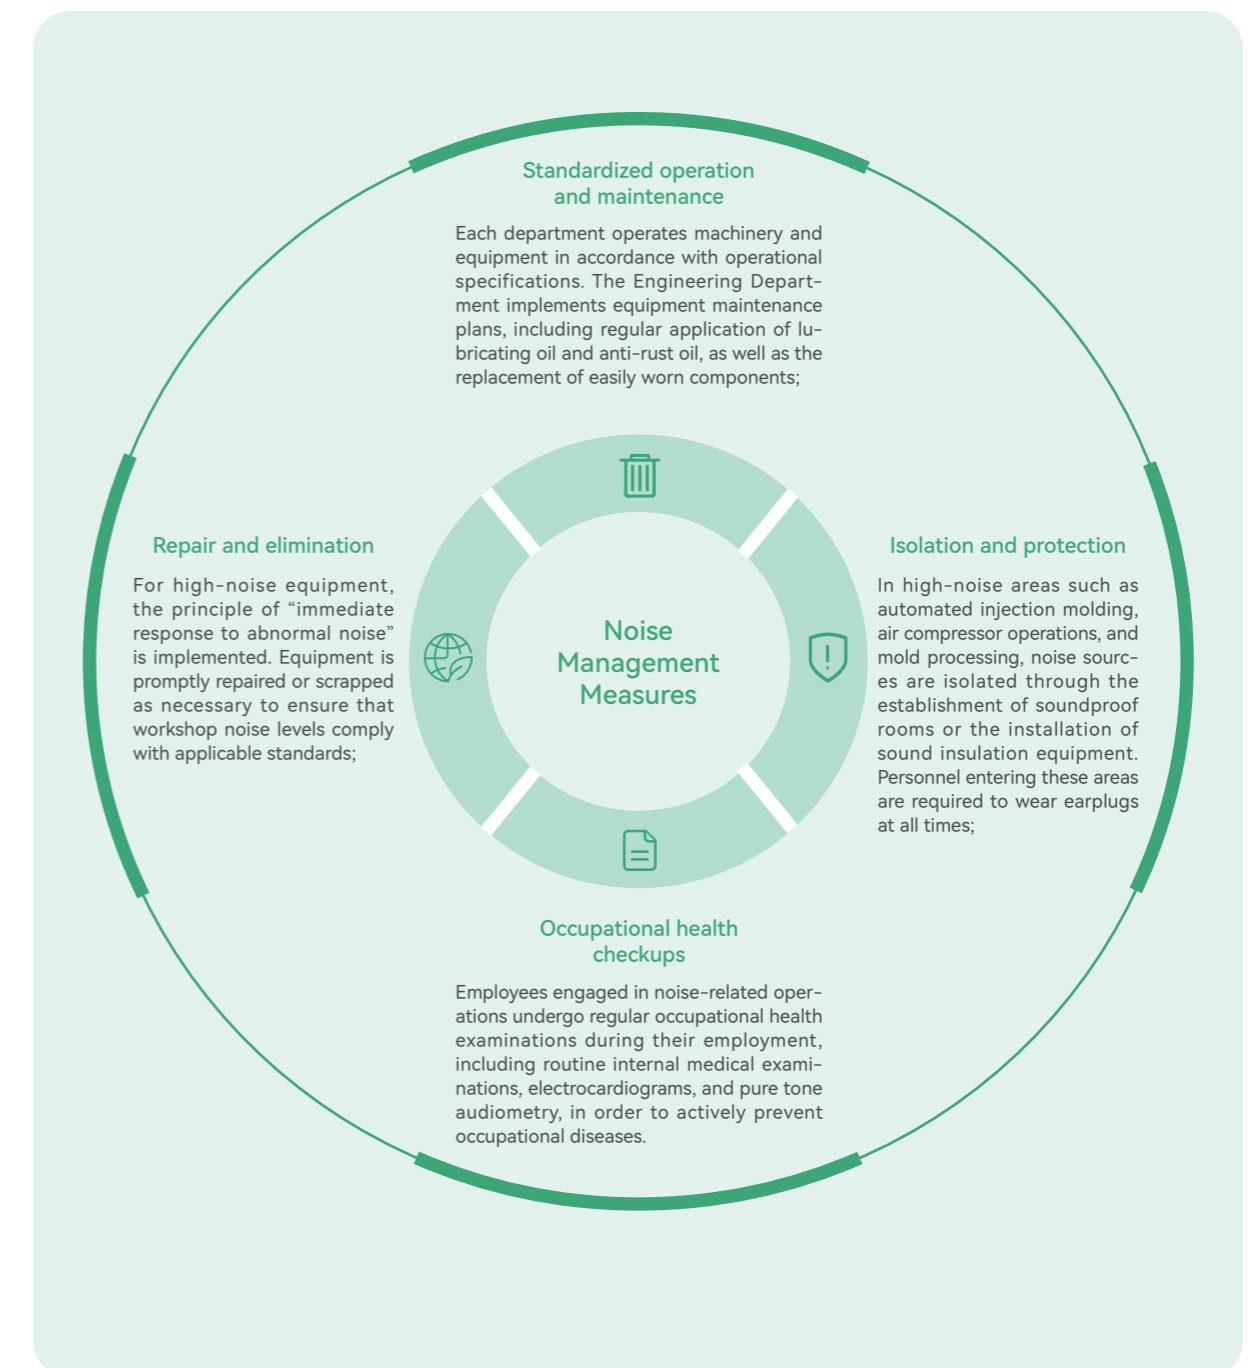 Standardized operation
and maintenance
Each department operates machinery and
equipment in accordance with operational
specifications. The Engineering Depart-
ment implements equipment maintenance
plans, including regular application of lu-
bricating oil and anti-rust oil, as well as the
replacement of easily worn components;
Repair and elimination
For high-noise equipment,
the principle of “immediate
response to abnormal noise”
is implemented. Equipment is
promptly repaired or scrapped
as necessary to ensure that
workshop noise levels comply
with applicable standards;
Noise
Management
Measures
Isolation and protection
In high-noise areas such as
automated injection molding,
air compressor operations, and
mold processing, noise sourc-
es are isolated through the
establishment of soundproof
rooms or the installation of
sound insulation equipment.
Personnel entering these areas
are required to wear earplugs
at all times;
Occupational health
checkups
Employees engaged in noise-related oper-
ations undergo regular occupational health
examinations during their employment,
including routine internal medical exami-
nations, electrocardiograms, and pure tone
audiometry, in order to actively prevent
occupational diseases.